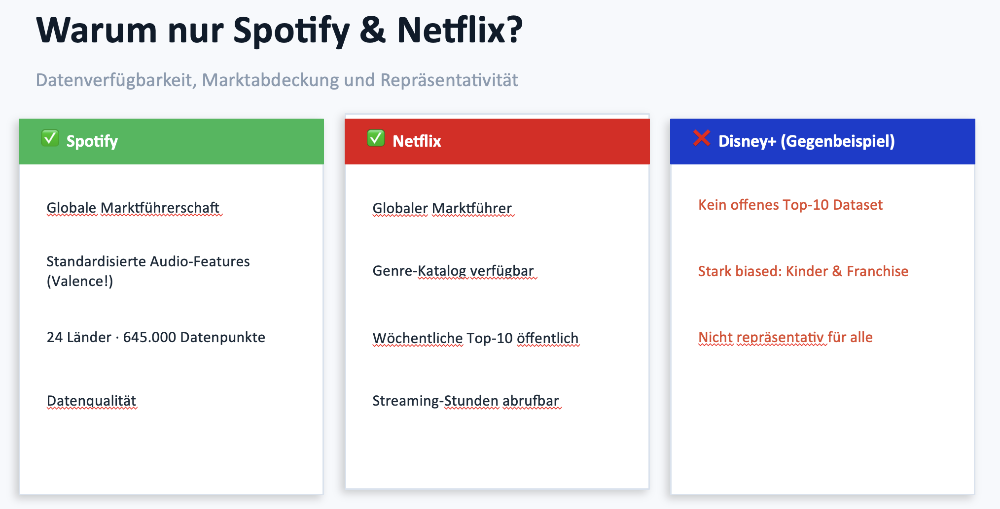 Warum nur Spotify & Netflix?
Datenverfügbarkeit, Marktabdeckung und Repräsentativität
✅ Spotify
Globale Marktführerschaft
Standardisierte Audio-Features
(Valence!)
24 Länder · 645.000 Datenpunkte
Datenqualität
✅ Netflix
Globaler Marktführer
Genre-Katalog verfügbar
Wöchentliche Top-10 öffentlich
Streaming-Stunden abrufbar
❌ Disney+ (Gegenbeispiel)
Kein offenes Top-10 Dataset
Stark biased: Kinder & Franchise
Nicht repräsentativ für alle